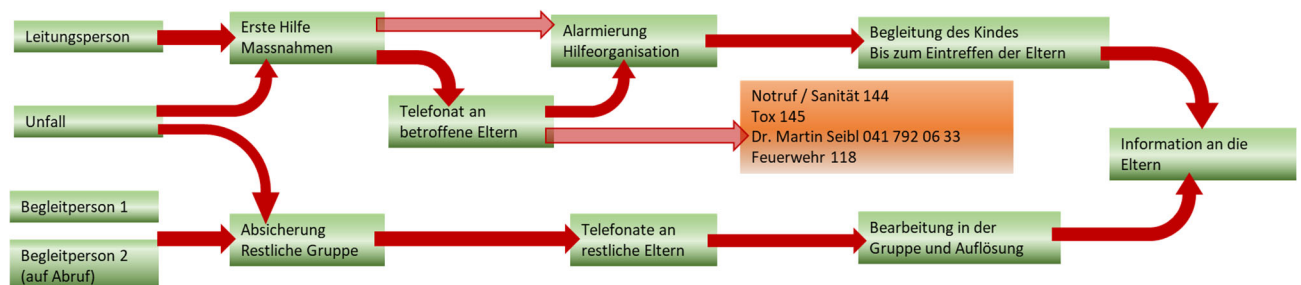 Leitungsperson
Erste Hilfe
Massnahmen
Alarmierung
Hilfeorganisation
Begleitung des Kindes
Bis zum Eintreffen der Eltern
Unfall
Telefonat an
betroffene Eltern
Notruf / Sanität 144
Tox 145
Dr. Martin Seibl 041 792 06 33
Feuerwehr 118
Information an die
Eltern
Begleitperson 1
Begleitperson 2
(auf Abruf)
Absicherung
Restliche Gruppe
Telefonate an
restliche Eltern
Bearbeitung in der
Gruppe und Auflösung